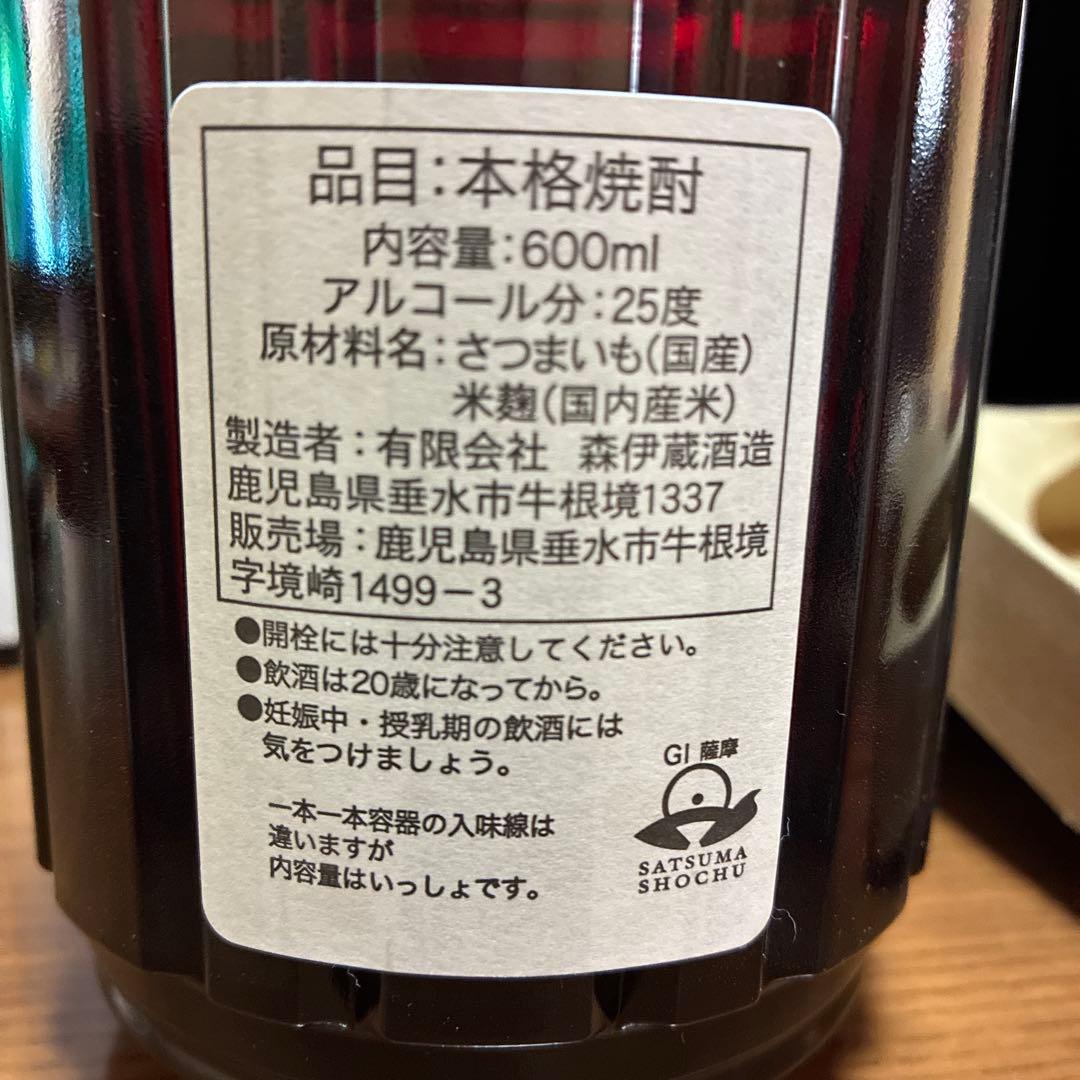 品目：本格焼酎
内容量：600ml
アルコール分：25度
原材料名：さつまいも(国産)
米麹(国内産米)
製造者：有限会社 森伊蔵酒造
鹿児島県垂水市牛根境1337
販売場：鹿児島県垂水市牛根境
字境崎1499－3
●開栓には十分注意してください。
●飲酒は20歳になってから。
●妊娠中・授乳期の飲酒には
気をつけましょう。
一本一本容器の入味線は
違いますが
内容量はいっしょです。
GI 薩摩
SATSUMA
SHOCHU